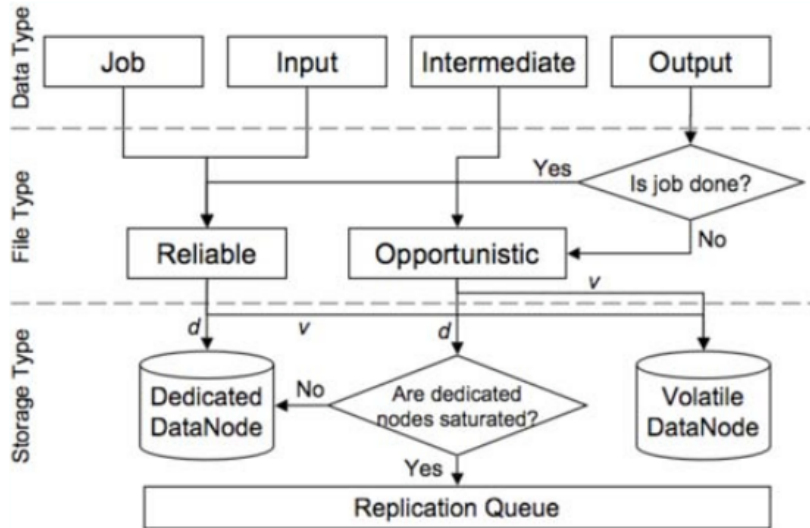 Data Type
Job
Input
Intermediate
Output
File Type
Yes
Is job done?
No
Reliable
Opportunistic
v
Storage Type
d
v
d
Dedicated
DataNode
No
Are dedicated
nodes saturated?
Volatile
DataNode
Yes
Replication Queue